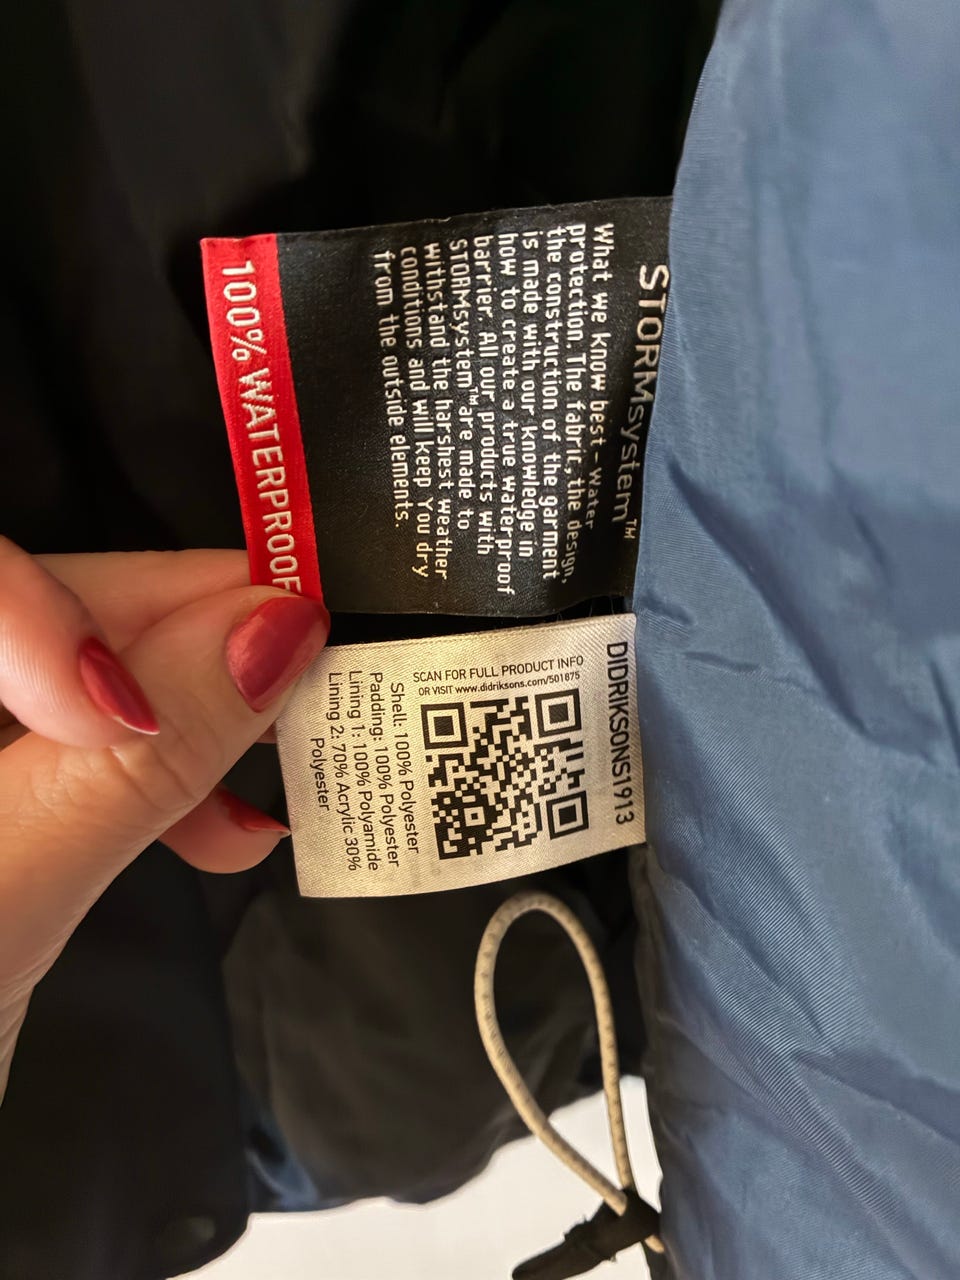 STORMsystem™
What we know best - water
protection. The fabric, the design,
the construction of the garment
is made with our knowledge in
how to create a true waterproof
barrier. All our products with
STORMsystem™ are made to
withstand the harshest weather
conditions and will keep You dry
from the outside elements.
100% WATERPROOF
DIDRIKSONS1913
SCAN FOR FULL PRODUCT INFO
OR VISIT www.didriksons.com/501875
Shell: 100% Polyester
Padding: 100% Polyester
Lining 1: 100% Polyamide
Lining 2: 70% Acrylic 30%
Polyester